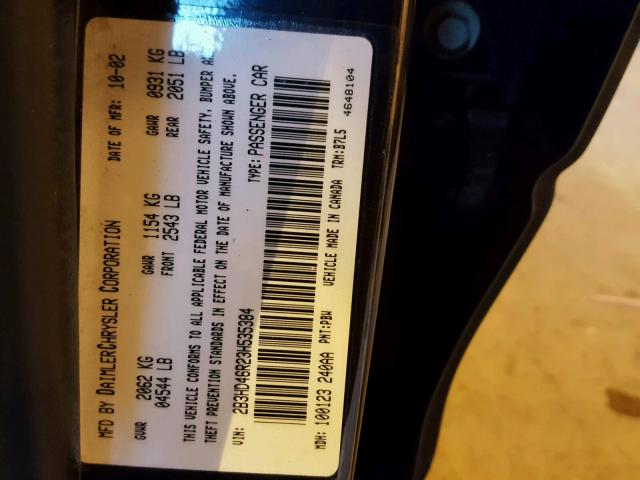 MFD BY DAIMLERCHRYSLER CORPORATION DATE OF MFR: 10-02
GVWR 2062 KG 04544 LB GAWR FRONT 1154 KG 2543 LB GAWR REAR 0931 KG 2051 LB
THIS VEHICLE CONFORMS TO ALL APPLICABLE FEDERAL MOTOR VEHICLE SAFETY, BUMPER
THEFT PREVENTION STANDARDS IN EFFECT ON THE DATE OF MANUFACTURE SHOWN ABOVE.
VIN: 2B3HD46R23H535384 TYPE: PASSENGER CAR
MDH: 100123 240AA PNT:PBW VEHICLE MADE IN CANADA TRM:B7L5
4648104